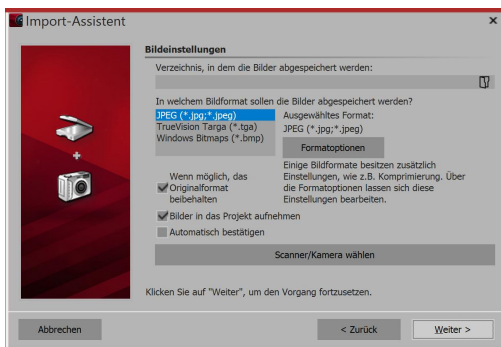 Import-Assistent
Bildeinstellungen
Verzeichnis, in dem die Bilder abgespeichert werden:
In welchem Bildformat sollen die Bilder abgespeichert werden?
JPEG (*.jpg;*.jpeg)
TrueVision Targa (*.tga)
Windows Bitmaps (*.bmp)
Ausgewähltes Format:
JPEG (*.jpg;*.jpeg)
Formatoptionen
Einige Bildformate besitzen zusätzlich
Einstellungen, wie z.B. Komprimierung. Über
die Formatoptionen lassen sich diese
Einstellungen bearbeiten.
Wenn möglich, das
Originalformat
beibehalten
Bilder in das Projekt aufnehmen
Automatisch bestätigen
Scanner/Kamera wählen
Klicken Sie auf "Weiter", um den Vorgang fortzusetzen.
Abbrechen
< Zurück
Weiter >